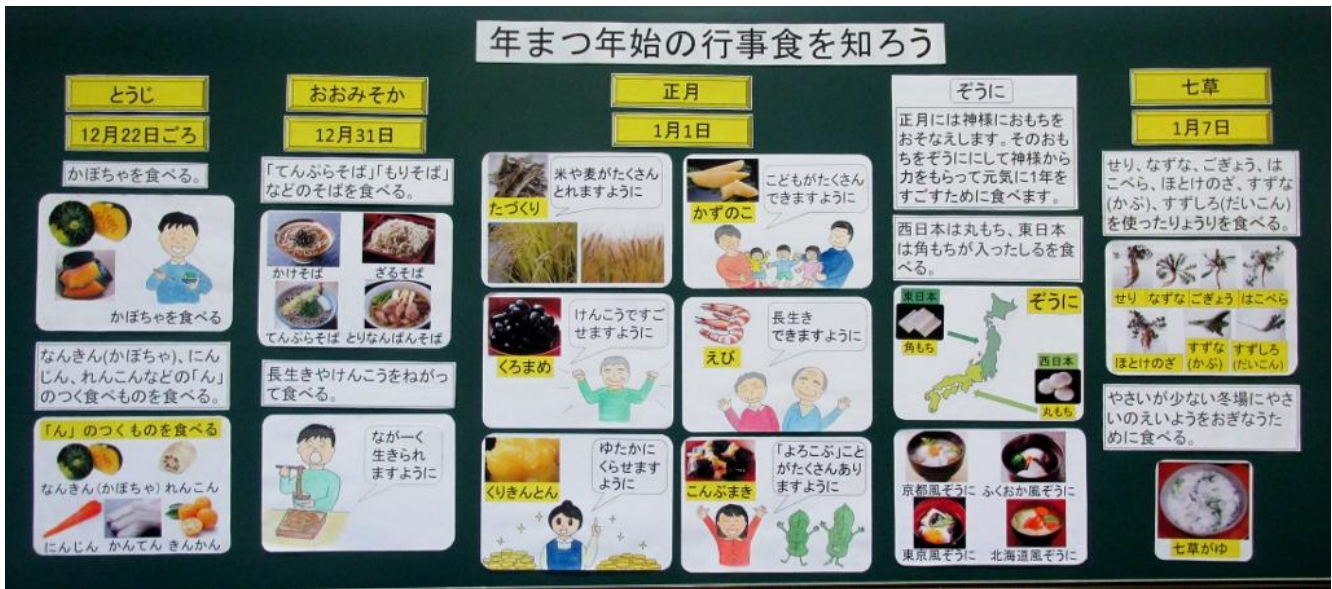 年まつ年始の行事食を知ろう
とうじ
12月22日ごろ
かぼちゃを食べる。
かぼちゃを食べる
なんきん(かぼちゃ)、にん
じん、れんこんなどの「ん」
のつく食べものを食べる。
「ん」のつくものを食べる
なんきん(かぼちゃ) れんこん
にんじん かんてん きんかん
おおみそか
12月31日
「てんぷらそば」「もりそば」
などのそばを食べる。
かけそば ざるそば
てんぷらそば とりなんばんそば
長生きやけんこうをねがっ
て食べる。
ながーく
生きられ
ますように
正月
1月1日
米や麦がたくさん
とれますように
たづくり
こどもがたくさん
できますように
かずのこ
けんこうですご
せますように
くろまめ
長生き
できますように
えび
ゆたかに
くらせます
ように
くりきんとん
「よろこぶ」こと
がたくさんあり
ますように
こんぶまき
ぞうに
正月には神様におもちを
おそなえします。そのおも
ちをぞうににして神様から
力をもらって元気に1年を
すごすために食べます。
西日本は丸もち、東日本
は角もちが入ったしるを食
べる。
東日本
角もち
ぞうに
西日本
丸もち
京都風ぞうに ふくおか風ぞうに
東京風ぞうに 北海道風ぞうに
七草
1月7日
せり、なずな、ごぎょう、は
こべら、ほとけのざ、すずな
(かぶ)、すずしろ(だいこん)
を使ったりょうりを食べる。
せり なずな ごぎょう はこべら
ほとけのざ すずな(かぶ) すずしろ(だいこん)
やさいが少ない冬場にやさ
いのえいようをおぎなうた
めに食べる。
七草がゆ